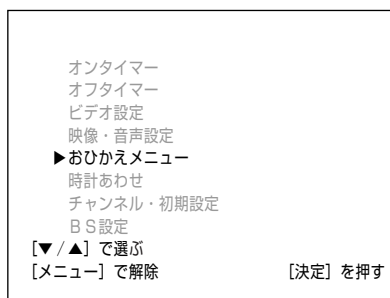 オンタイマー
オフタイマー
ビデオ設定
映像・音声設定
▶おひかえメニュー
時計あわせ
チャンネル・初期設定
ＢＳ設定
［▼／▲］で選ぶ
［メニュー］で解除 ［決定］を押す